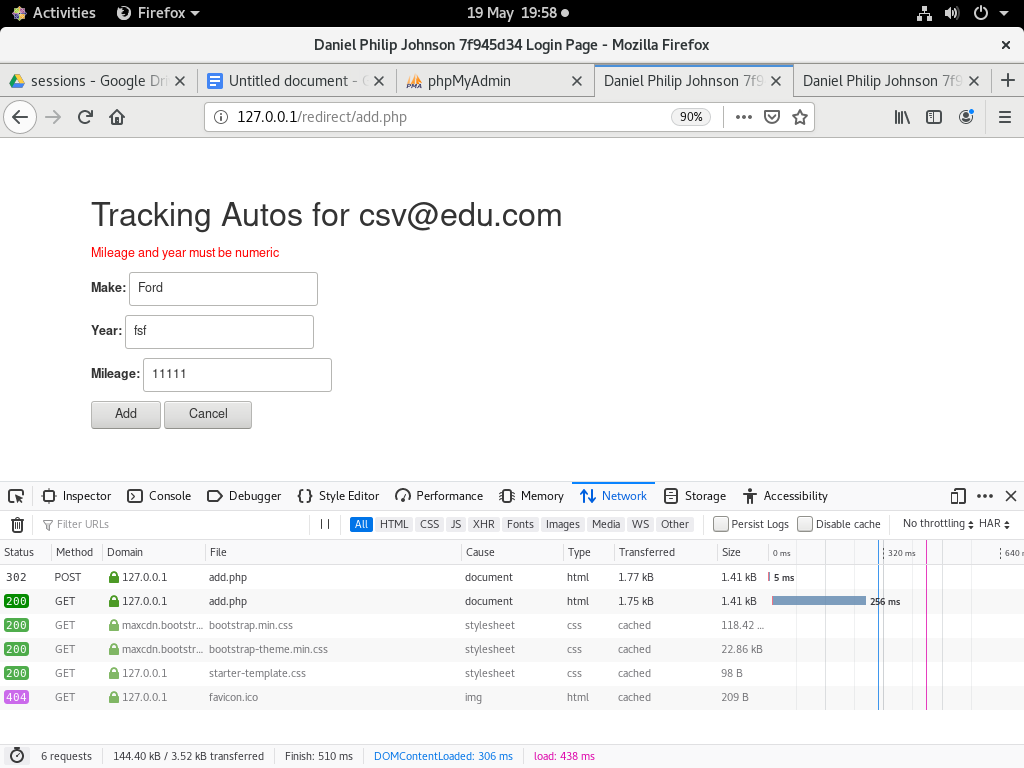 Activities Firefox 19 May 19:58
Daniel Philip Johnson 7f945d34 Login Page - Mozilla Firefox
sessions - Google Dri Untitled document - G phpMyAdmin Daniel Philip Johnson 7f9 Daniel Philip Johnson 7f9
127.0.0.1/redirect/add.php 90%
Tracking Autos for csv@edu.com
Mileage and year must be numeric
Make: Ford
Year: fsf
Mileage: 11111
Add Cancel
Inspector Console Debugger Style Editor Performance Memory Network Storage Accessibility
Filter URLs All HTML CSS JS XHR Fonts Images Media WS Other Persist Logs Disable cache No throttling HAR
Status Method Domain File Cause Type Transferred Size 0 ms 320 ms 640 m
302 POST 127.0.0.1 add.php document html 1.77 kB 1.41 kB 5 ms
200 GET 127.0.0.1 add.php document html 1.75 kB 1.41 kB 256 ms
200 GET maxcdn.bootstr... bootstrap.min.css stylesheet css cached 118.42 ...
200 GET maxcdn.bootstr... bootstrap-theme.min.css stylesheet css cached 22.86 kB
200 GET 127.0.0.1 starter-template.css stylesheet css cached 98 B
404 GET 127.0.0.1 favicon.ico img html cached 209 B
6 requests 144.40 kB / 3.52 kB transferred Finish: 510 ms DOMContentLoaded: 306 ms load: 438 ms